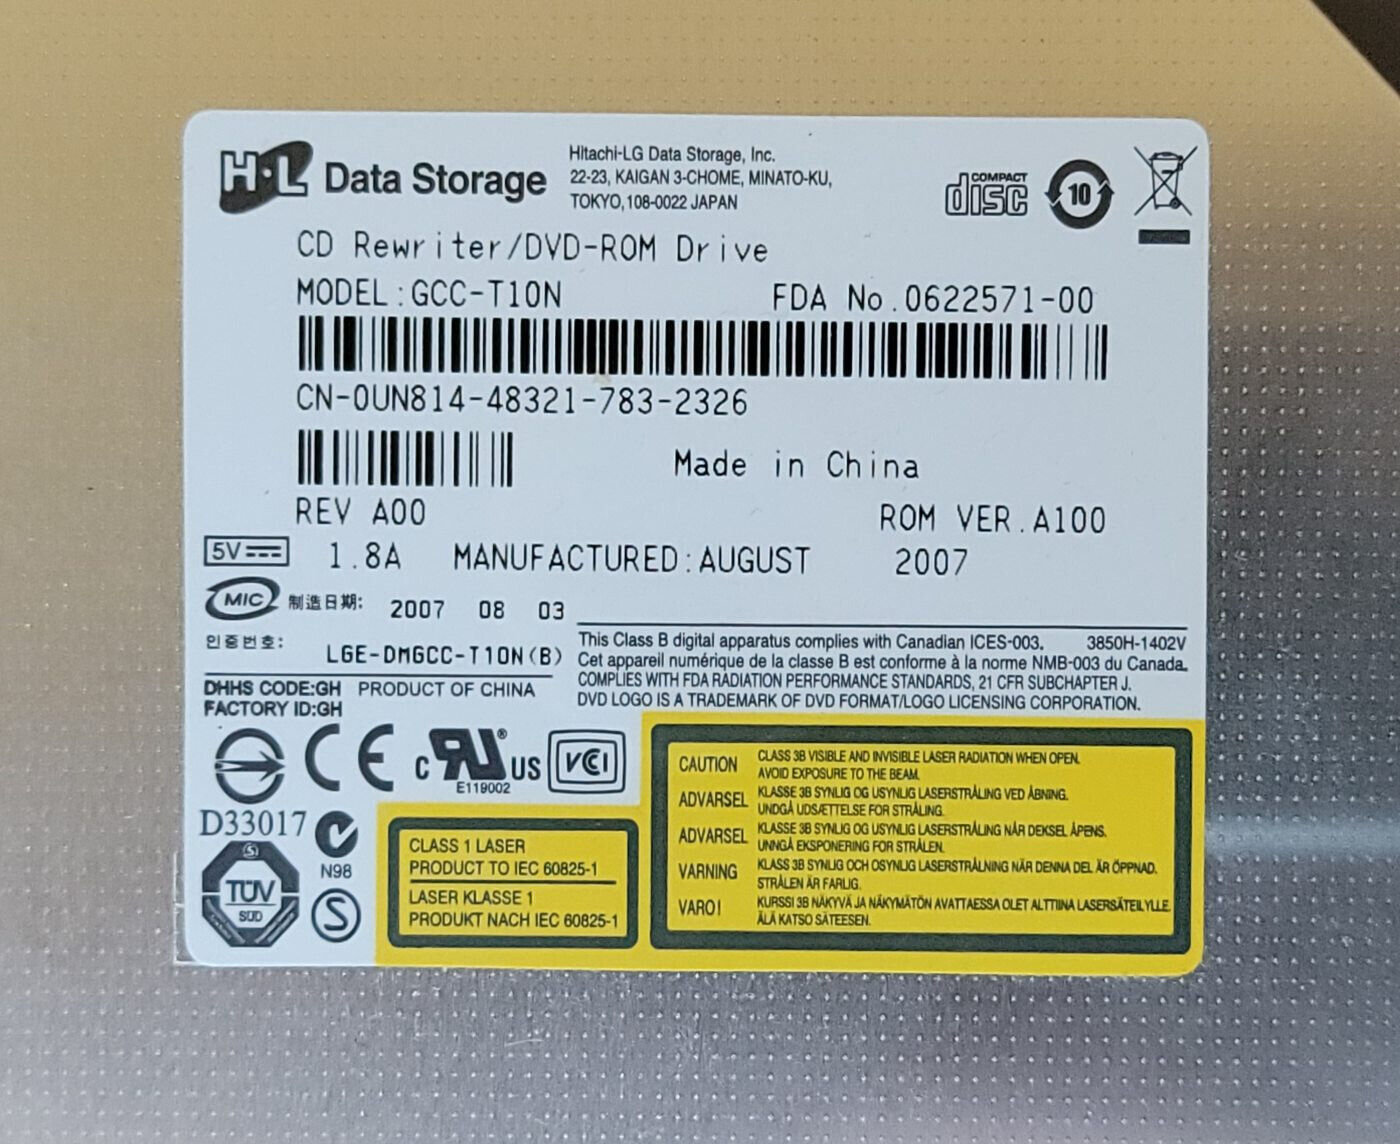 H·L Data Storage
Hitachi-LG Data Storage, Inc.
22-23, KAIGAN 3-CHOME, MINATO-KU,
TOKYO, 108-0022 JAPAN
COMPACT
disc
10
CD Rewriter/DVD-ROM Drive
MODEL:GCC-T10N FDA No.0622571-00
CN-0UN814-48321-783-2326
Made in China
REV A00 ROM VER.A100
5V 1.8A MANUFACTURED:AUGUST 2007
MIC 制造日期: 2007 08 03
인증번호: LGE-DMGCC-T10N(B)
This Class B digital apparatus complies with Canadian ICES-003. 3850H-1402V
Cet appareil numérique de la classe B est conforme à la norme NMB-003 du Canada.
COMPLIES WITH FDA RADIATION PERFORMANCE STANDARDS, 21 CFR SUBCHAPTER J.
DVD LOGO IS A TRADEMARK OF DVD FORMAT/LOGO LICENSING CORPORATION.
DHHS CODE:GH PRODUCT OF CHINA
FACTORY ID:GH
CE c RU® US VCI
E119002
D33017
N98
TÜV
SÜD
S
CLASS 1 LASER
PRODUCT TO IEC 60825-1
LASER KLASSE 1
PRODUKT NACH IEC 60825-1
CAUTION CLASS 3B VISIBLE AND INVISIBLE LASER RADIATION WHEN OPEN.
AVOID EXPOSURE TO THE BEAM.
ADVARSEL KLASSE 3B SYNLIG OG USYNLIG LASERSTRÅLING VED ÅBNING.
UNDGÅ UDSÆTTELSE FOR STRÅLING.
ADVARSEL KLASSE 3B SYNLIG OG USYNLIG LASERSTRÅLING NÅR DEKSEL ÅPENS.
UNNGÅ EKSPONERING FOR STRÅLEN.
VARNING KLASS 3B SYNLIG OCH OSYNLIG LASERSTRÅLNING NÄR DENNA DEL ÄR ÖPPNAD.
STRÅLEN ÄR FARLIG.
VARO! KURSSI 3B NÄKYVÄ JA NÄKYMÄTÖN AVATTAESSA OLET ALTTIINA LASERSÄTEILYLLE.
ÄLÄ KATSO SÄTEESEN.